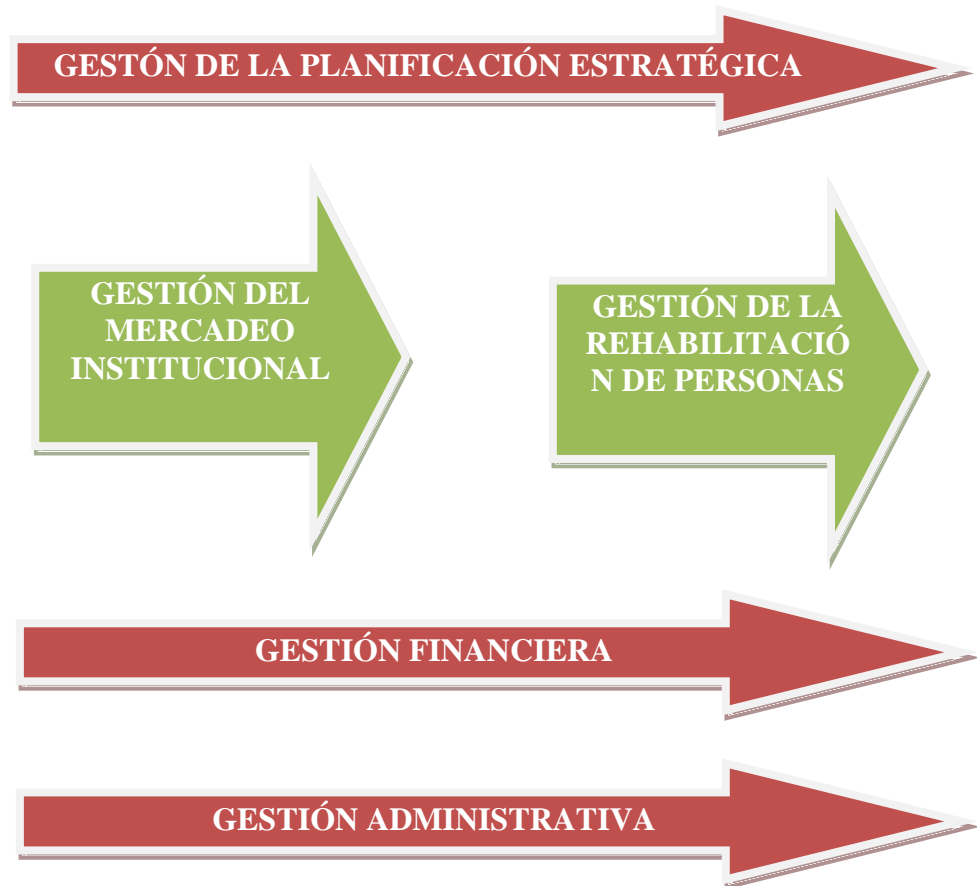 GESTÓN DE LA PLANIFICACIÓN ESTRATÉGICA
GESTIÓN DEL
MERCADEO
INSTITUCIONAL
GESTIÓN DE LA
REHABILITACIÓ
N DE PERSONAS
GESTIÓN FINANCIERA
GESTIÓN ADMINISTRATIVA